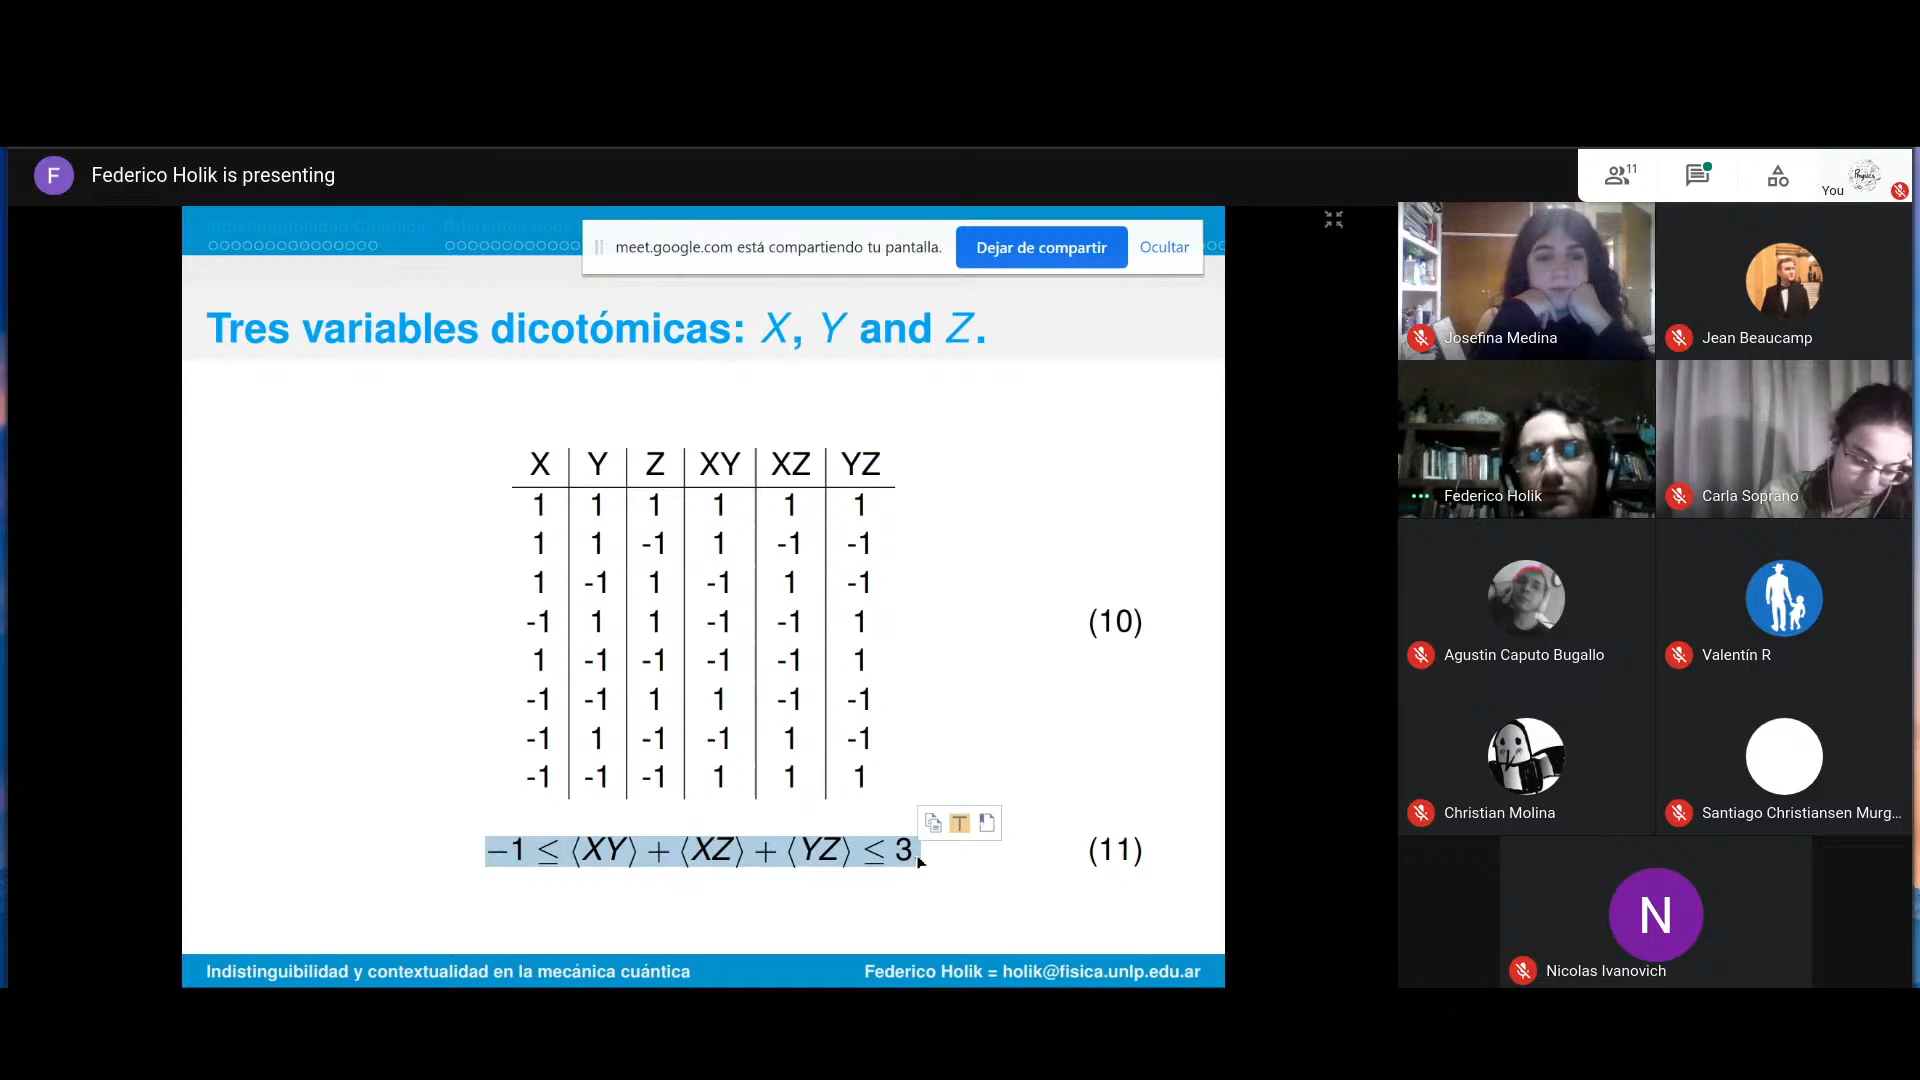 F Federico Holik is presenting
11
You
meet.google.com está compartiendo tu pantalla. Dejar de compartir Ocultar
Tres variables dicotómicas: X, Y and Z.
X Y Z XY XZ YZ
1 1 1 1 1 1
1 1 -1 1 -1 -1
1 -1 1 -1 1 -1
-1 1 1 -1 -1 1
1 -1 -1 -1 -1 1
-1 -1 1 1 -1 -1
-1 1 -1 -1 1 -1
-1 -1 -1 1 1 1
(10)
−1 ≤ ⟨XY⟩ + ⟨XZ⟩ + ⟨YZ⟩ ≤ 3 (11)
Indistinguibilidad y contextualidad en la mecánica cuántica Federico Holik = holik@fisica.unlp.edu.ar
Josefina Medina
Jean Beaucamp
Federico Holik
Carla Soprano
Agustin Caputo Bugallo
Valentín R
Christian Molina
Santiago Christiansen Murg...
N
Nicolas Ivanovich